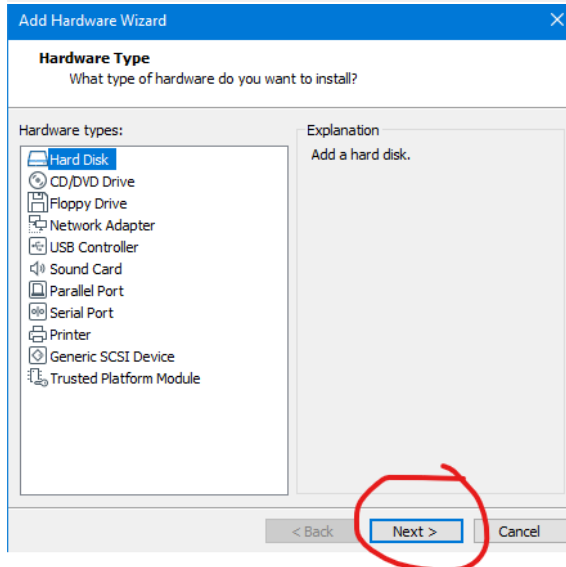 Add Hardware Wizard
Hardware Type
What type of hardware do you want to install?
Hardware types:
Hard Disk
CD/DVD Drive
Floppy Drive
Network Adapter
USB Controller
Sound Card
Parallel Port
Serial Port
Printer
Generic SCSI Device
Trusted Platform Module
Explanation
Add a hard disk.
< Back Next > Cancel